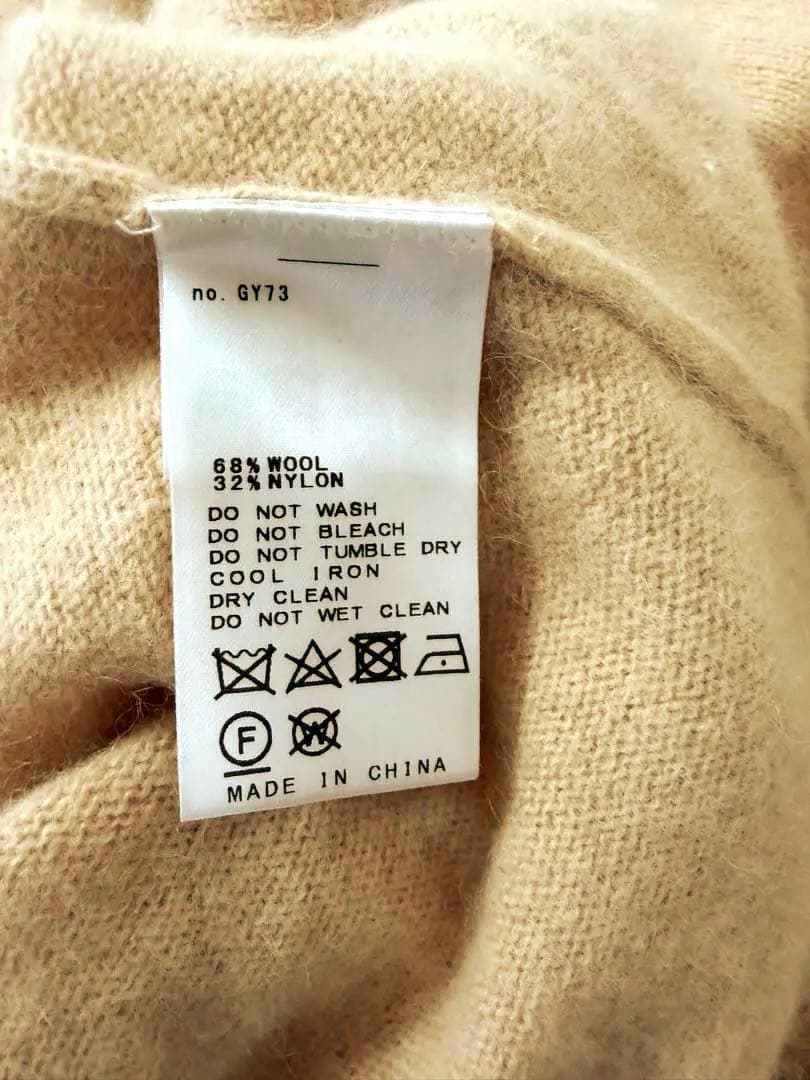 no. GY73
68% WOOL
32% NYLON
DO NOT WASH
DO NOT BLEACH
DO NOT TUMBLE DRY
COOL IRON
DRY CLEAN
DO NOT WET CLEAN
F W
MADE IN CHINA